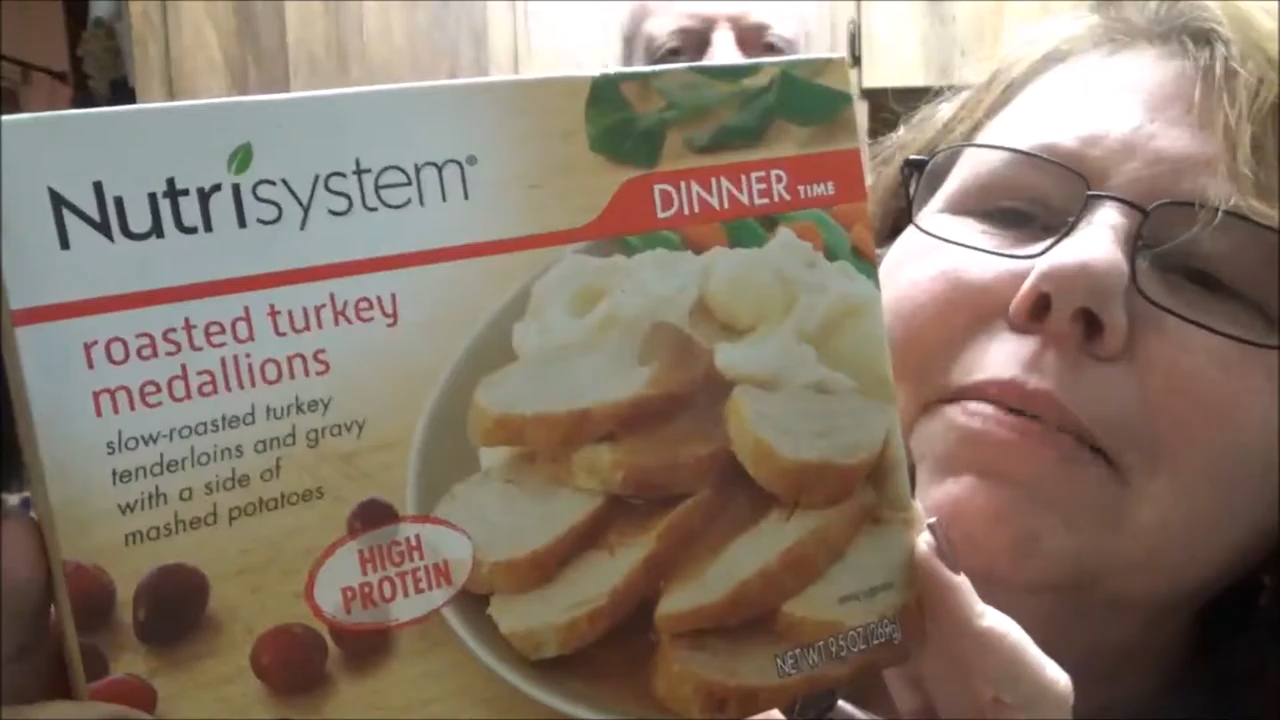 Nutrisystem®
DINNER TIME
roasted turkey
medallions
slow-roasted turkey
tenderloins and gravy
with a side of
mashed potatoes
HIGH
PROTEIN
NET WT 9.5 OZ (269g)